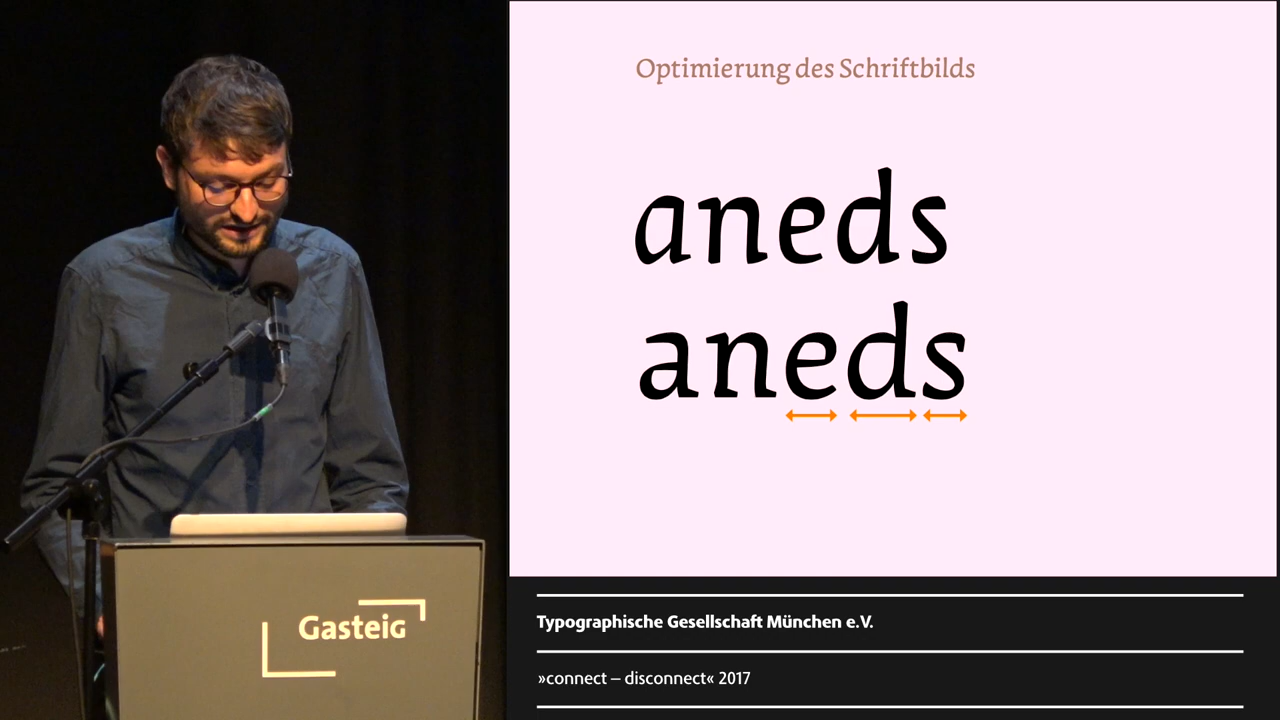 Optimierung des Schriftbilds
aneds
aneds
Gasteig
Typographische Gesellschaft München e.V.
»connect – disconnect« 2017